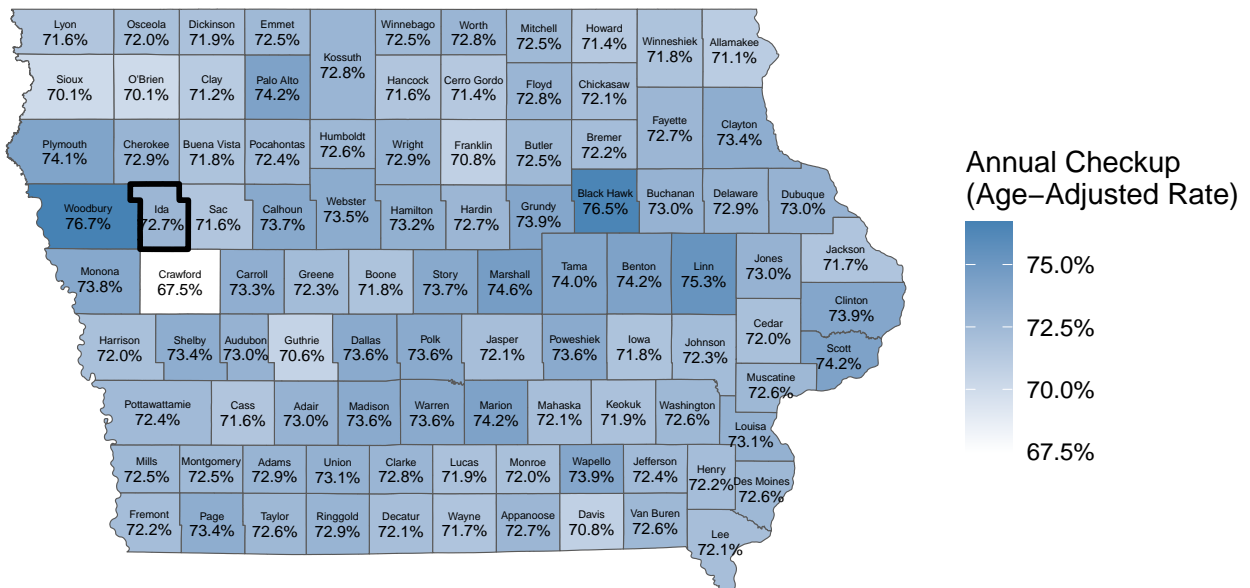 Lyon
71.6%
Osceola
72.0%
Dickinson
71.9%
Emmet
72.5%
Kossuth
72.8%
Winnebago
72.5%
Worth
72.8%
Mitchell
72.5%
Howard
71.4%
Winneshiek
71.8%
Allamakee
71.1%
Sioux
70.1%
O'Brien
70.1%
Clay
71.2%
Palo Alto
74.2%
Hancock
71.6%
Cerro Gordo
71.4%
Floyd
72.8%
Chickasaw
72.1%
Fayette
72.7%
Clayton
73.4%
Plymouth
74.1%
Cherokee
72.9%
Buena Vista
71.8%
Pocahontas
72.4%
Humboldt
72.6%
Wright
72.9%
Franklin
70.8%
Butler
72.5%
Bremer
72.2%
Woodbury
76.7%
Ida
72.7%
Sac
71.6%
Calhoun
73.7%
Webster
73.5%
Hamilton
73.2%
Hardin
72.7%
Grundy
73.9%
Black Hawk
76.5%
Buchanan
73.0%
Delaware
72.9%
Dubuque
73.0%
Monona
73.8%
Crawford
67.5%
Carroll
73.3%
Greene
72.3%
Boone
71.8%
Story
73.7%
Marshall
74.6%
Tama
74.0%
Benton
74.2%
Linn
75.3%
Jones
73.0%
Jackson
71.7%
Clinton
73.9%
Harrison
72.0%
Shelby
73.4%
Audubon
73.0%
Guthrie
70.6%
Dallas
73.6%
Polk
73.6%
Jasper
72.1%
Poweshiek
73.6%
Iowa
71.8%
Johnson
72.3%
Cedar
72.0%
Scott
74.2%
Muscatine
72.6%
Pottawattamie
72.4%
Cass
71.6%
Adair
73.0%
Madison
73.6%
Warren
73.6%
Marion
74.2%
Mahaska
72.1%
Keokuk
71.9%
Washington
72.6%
Louisa
73.1%
Mills
72.5%
Montgomery
72.5%
Adams
72.9%
Union
73.1%
Clarke
72.8%
Lucas
71.9%
Monroe
72.0%
Wapello
73.9%
Jefferson
72.4%
Henry
72.2%
Des Moines
72.6%
Fremont
72.2%
Page
73.4%
Taylor
72.6%
Ringgold
72.9%
Decatur
72.1%
Wayne
71.7%
Appanoose
72.7%
Davis
70.8%
Van Buren
72.6%
Lee
72.1%
Annual Checkup
(Age−Adjusted Rate)
75.0%
72.5%
70.0%
67.5%